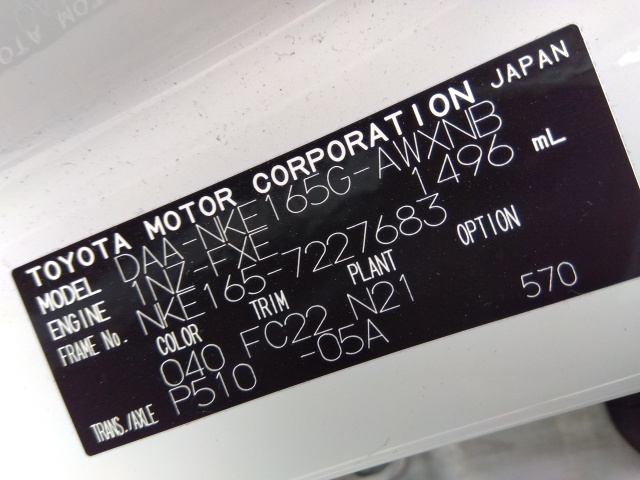 TOYOTA MOTOR CORPORATION JAPAN
MODEL DAA-NKE165G-AWXNB
ENGINE 1NZ-FXE 1496 mL
FRAME No. NKE165-7227683
COLOR TRIM PLANT OPTION
040 FC22 N21 570
TRANS./AXLE P510 -05A